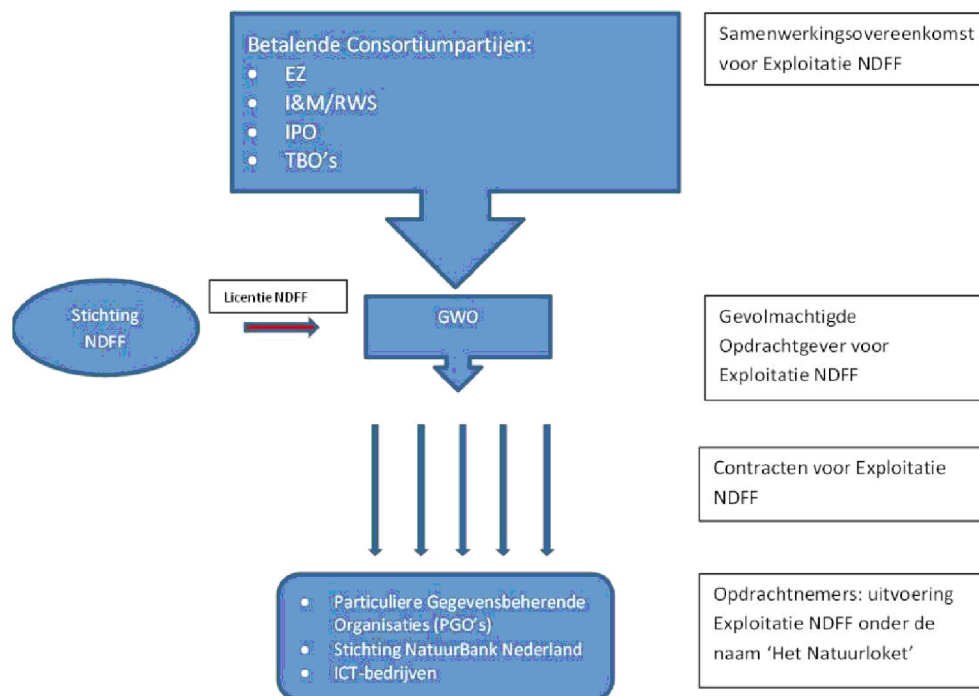 Betalende Consortiumpartijen:
• EZ
• I&M/RWS
• IPO
• TBO's
Samenwerkingsovereenkomst
voor Exploitatie NDFF
Stichting
NDFF
Licentie NDFF
GWO
Gevolmachtigde
Opdrachtgever voor
Exploitatie NDFF
Contracten voor Exploitatie
NDFF
• Particuliere Gegevensbeherende
Organisaties (PGO's)
• Stichting NatuurBank Nederland
• ICT-bedrijven
Opdrachtnemers: uitvoering
Exploitatie NDFF onder de
naam ‘Het Natuurloket’